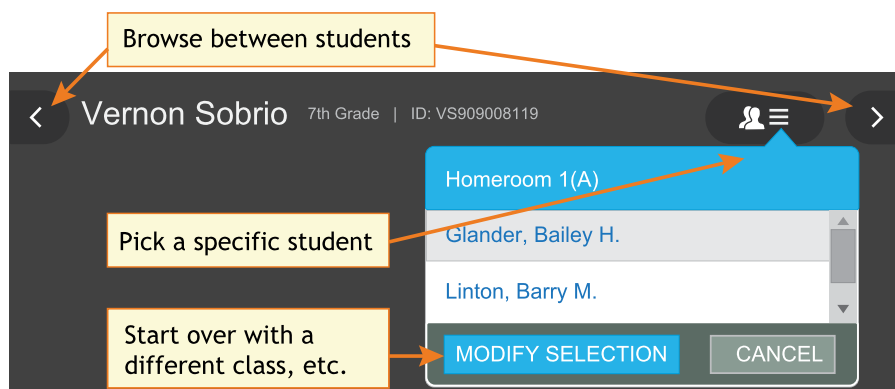 Browse between students
Vernon Sobrio 7th Grade | ID: VS909008119
Homeroom 1(A)
Pick a specific student
Glander, Bailey H.
Linton, Barry M.
Start over with a
different class, etc.
MODIFY SELECTION CANCEL